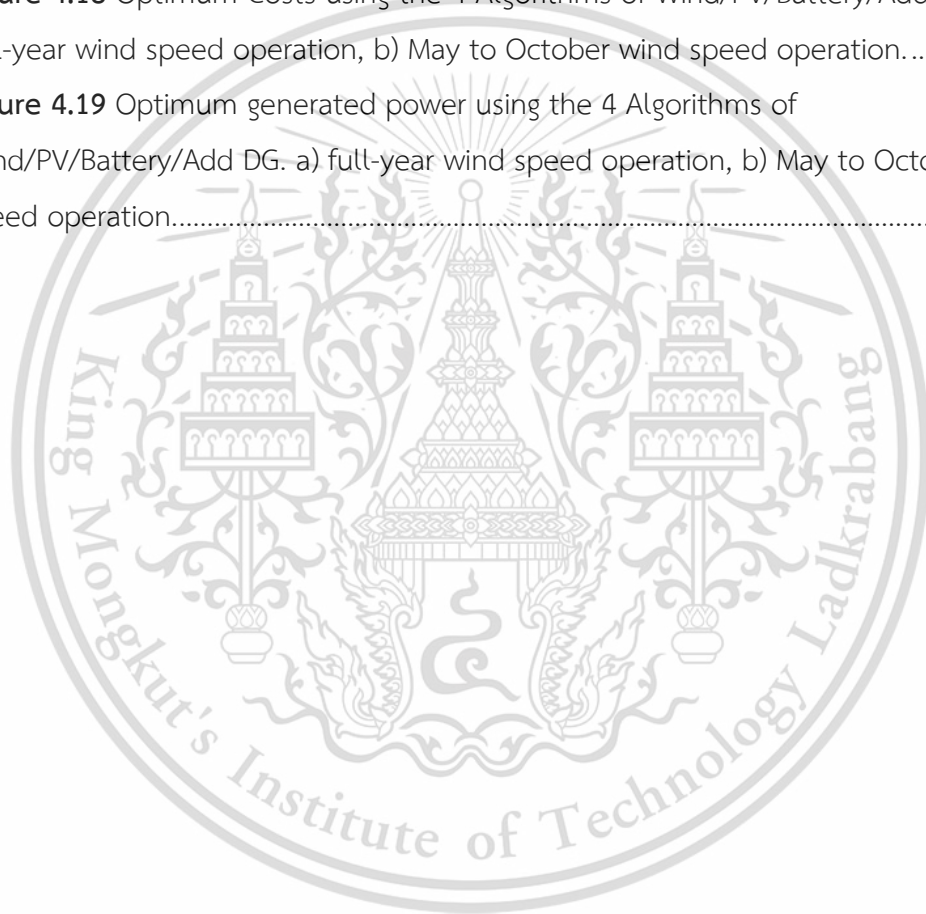 4.18 Optimum Costs using the 4 Algorithms of Wind/PV/Battery/Add
-year wind speed operation, b) May to October wind speed operation...
ure 4.19 Optimum generated power using the 4 Algorithms of
nd/PV/Battery/Add DG. a) full-year wind speed operation, b) May to Octo
eed operation.......................................................................................................
King Mongkut's Institute of Technology Ladkrabang